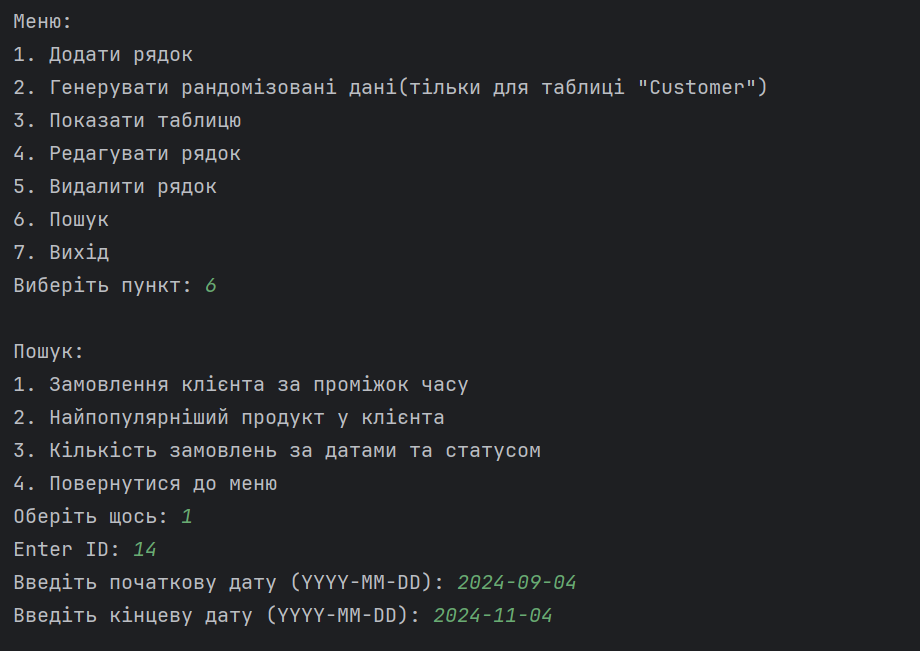 Меню:
1. Додати рядок
2. Генерувати рандомізовані дані(тільки для таблиці "Customer")
3. Показати таблицю
4. Редагувати рядок
5. Видалити рядок
6. Пошук
7. Вихід
Виберіть пункт: 6
Пошук:
1. Замовлення клієнта за проміжок часу
2. Найпопулярніший продукт у клієнта
3. Кількість замовлень за датами та статусом
4. Повернутися до меню
Оберіть щось: 1
Enter ID: 14
Введіть початкову дату (YYYY-MM-DD): 2024-09-04
Введіть кінцеву дату (YYYY-MM-DD): 2024-11-04